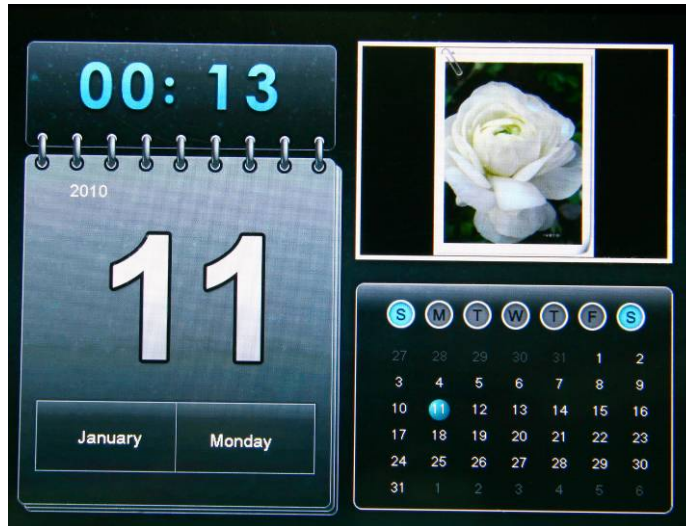 00: 13
2010
11
January Monday
S M T W T F S
27 28 29 30 31 1 2
3 4 5 6 7 8 9
10 11 12 13 14 15 16
17 18 19 20 21 22 23
24 25 26 27 28 29 30
31 1 2 3 4 5 6